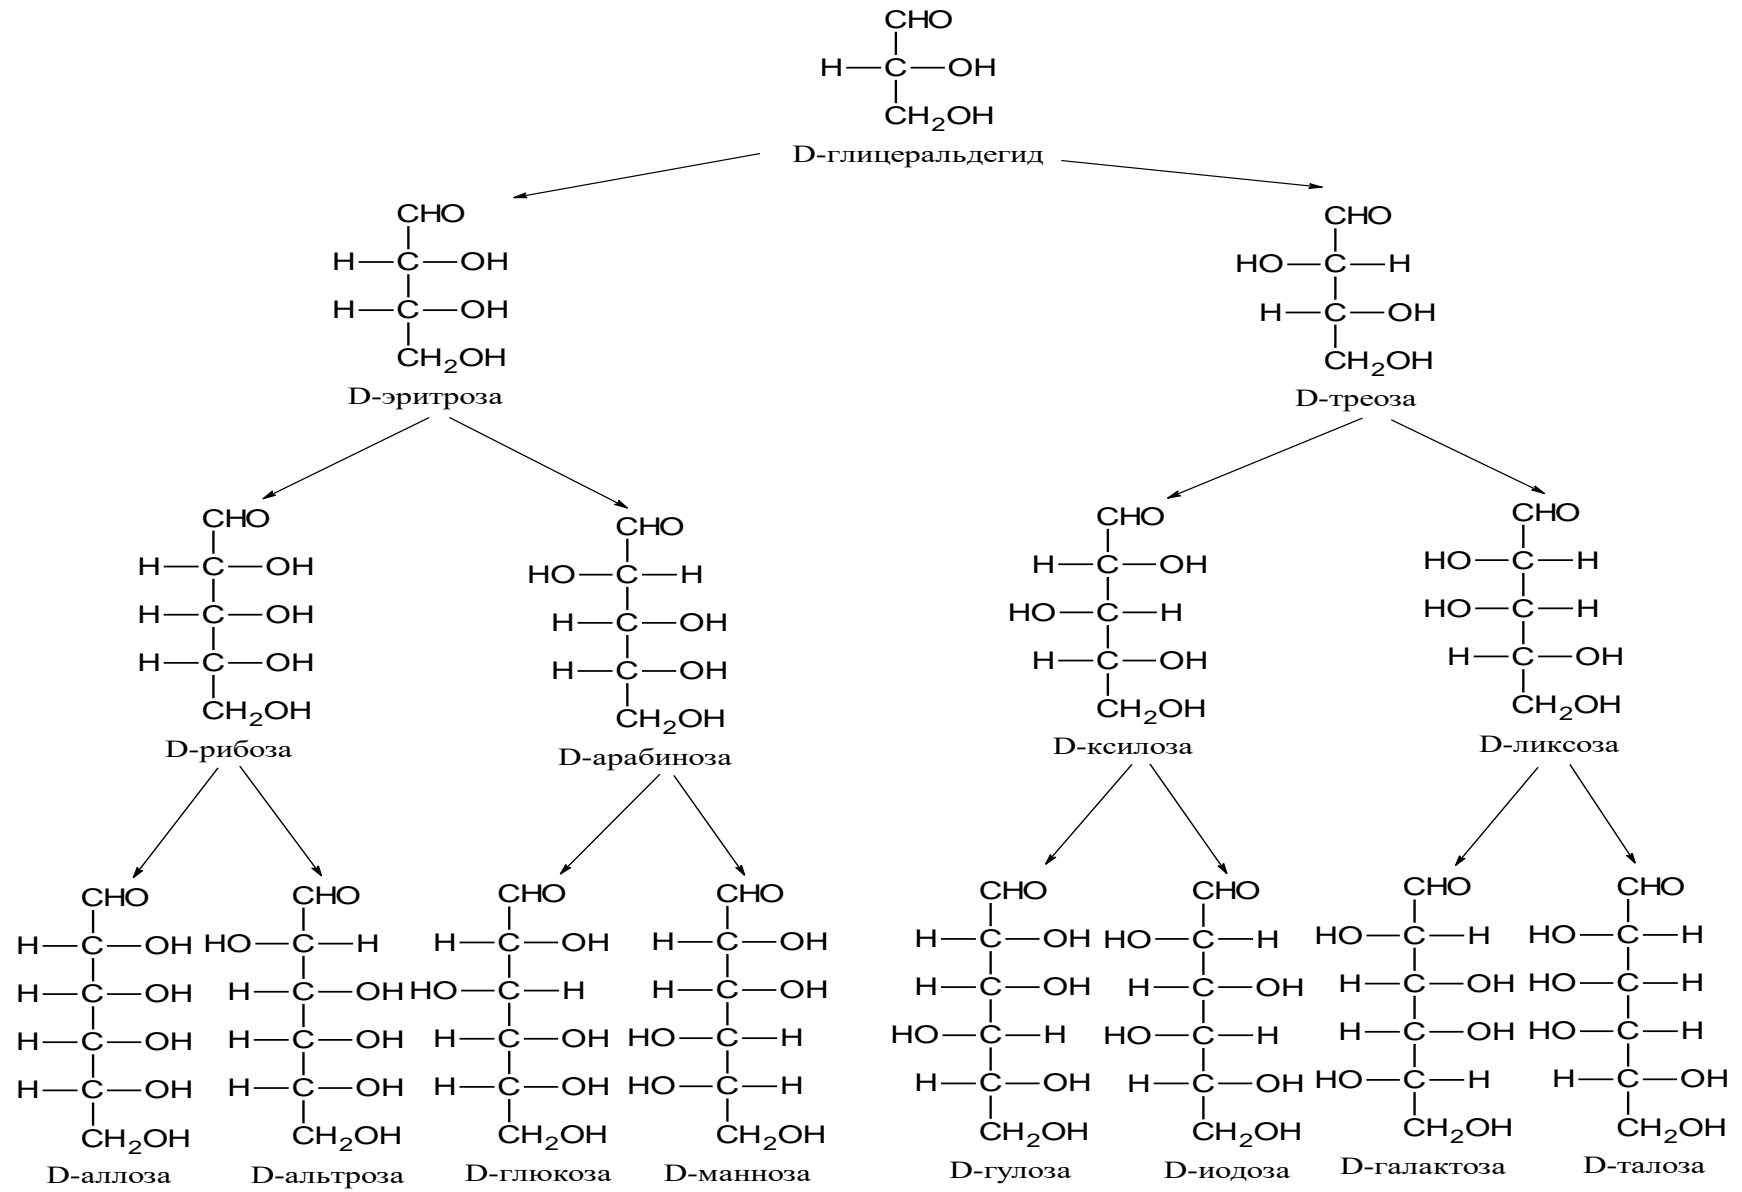 CHO
H—C—OH
CH2OH
D-глицеральдегид
CHO
H—C—OH
H—C—OH
CH2OH
D-эритроза
CHO
HO—C—H
H—C—OH
CH2OH
D-треоза
CHO
H—C—OH
H—C—OH
H—C—OH
CH2OH
D-рибоза
CHO
HO—C—H
H—C—OH
H—C—OH
CH2OH
D-арабиноза
CHO
H—C—OH
HO—C—H
H—C—OH
CH2OH
D-ксилоза
CHO
HO—C—H
HO—C—H
H—C—OH
CH2OH
D-ликсоза
CHO
H—C—OH
H—C—OH
H—C—OH
H—C—OH
CH2OH
D-аллоза
CHO
HO—C—H
H—C—OH
H—C—OH
H—C—OH
CH2OH
D-альтроза
CHO
H—C—OH
HO—C—H
H—C—OH
H—C—OH
CH2OH
D-глюкоза
CHO
H—C—OH
H—C—OH
HO—C—H
HO—C—H
CH2OH
D-манноза
CHO
H—C—OH
H—C—OH
HO—C—H
H—C—OH
CH2OH
D-гулоза
CHO
HO—C—H
H—C—OH
HO—C—H
H—C—OH
CH2OH
D-иодоза
CHO
HO—C—H
H—C—OH
H—C—OH
HO—C—H
CH2OH
D-галактоза
CHO
HO—C—H
HO—C—H
HO—C—H
H—C—OH
CH2OH
D-талоза